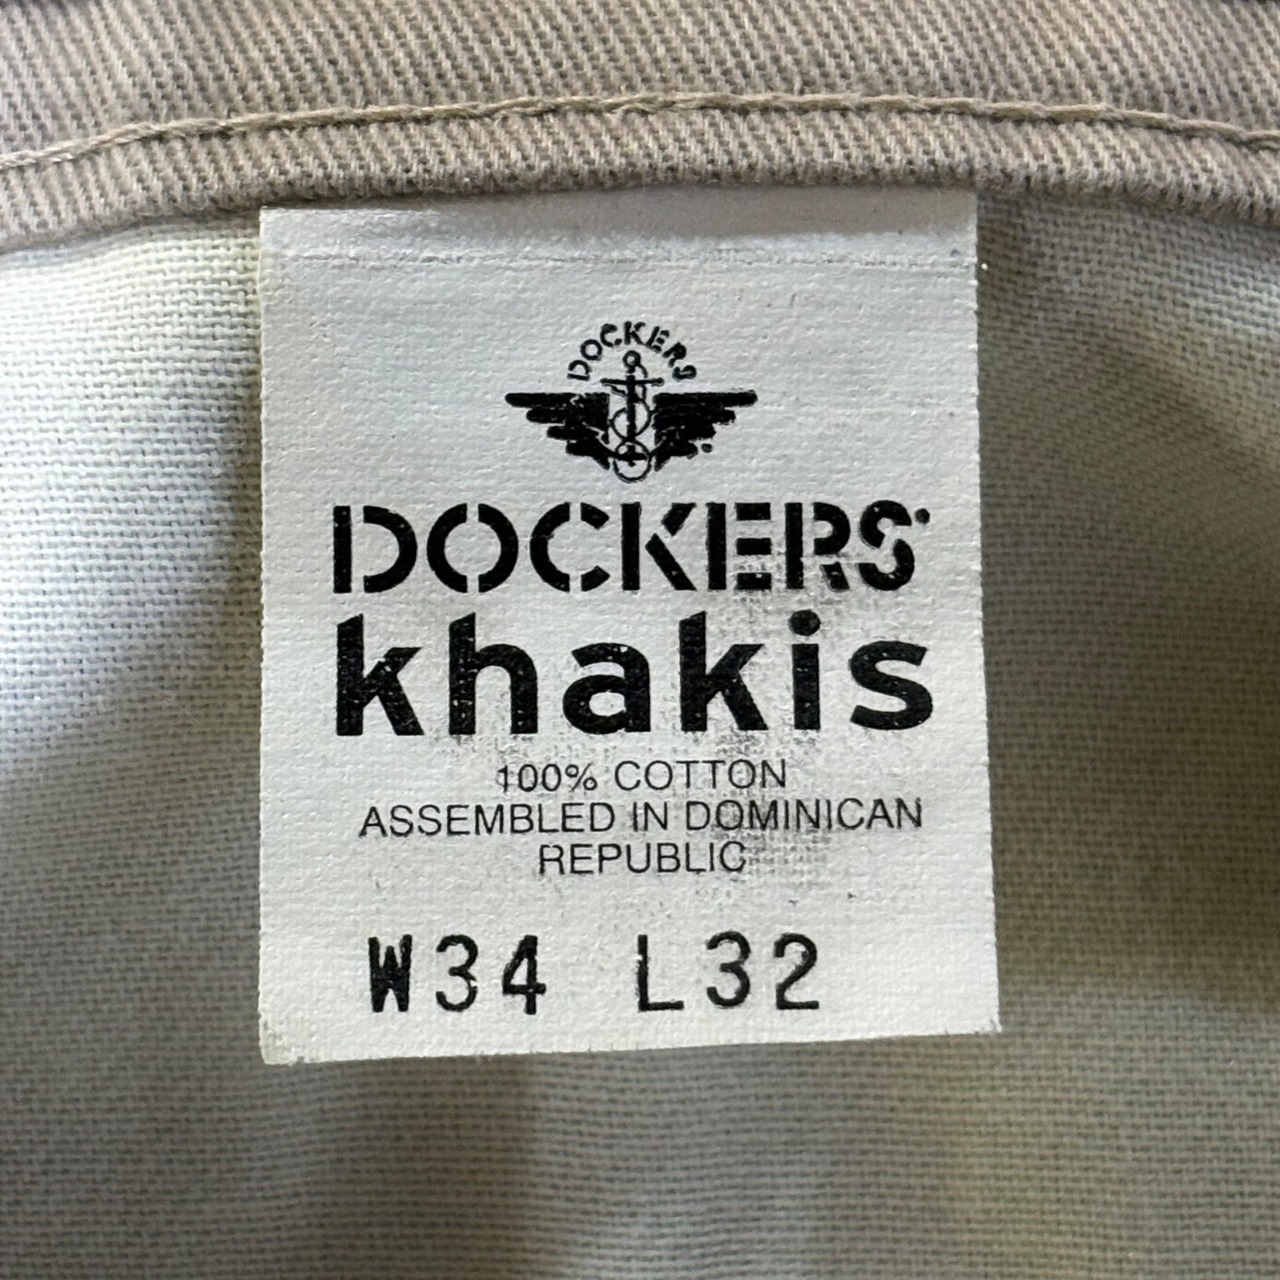 DOCKERS
DOCKERS
khakis
100% COTTON
ASSEMBLED IN DOMINICAN
REPUBLIC
W34 L32